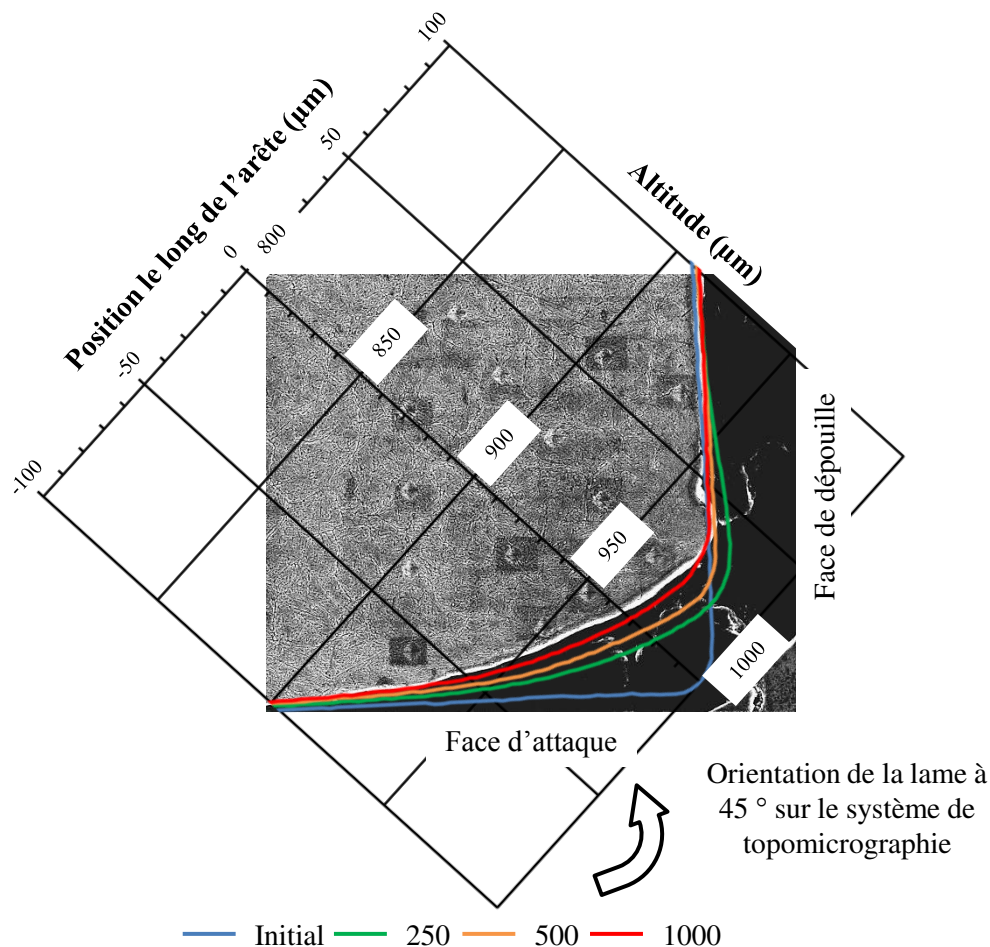 100
50
0
-50
-100
Position le long de l'arête (µm)
Altitude (µm)
800
850
900
950
1000
Face de dépouille
Face d'attaque
Orientation de la lame à
45 ° sur le système de
topomicrographie
Initial 250 500 1000